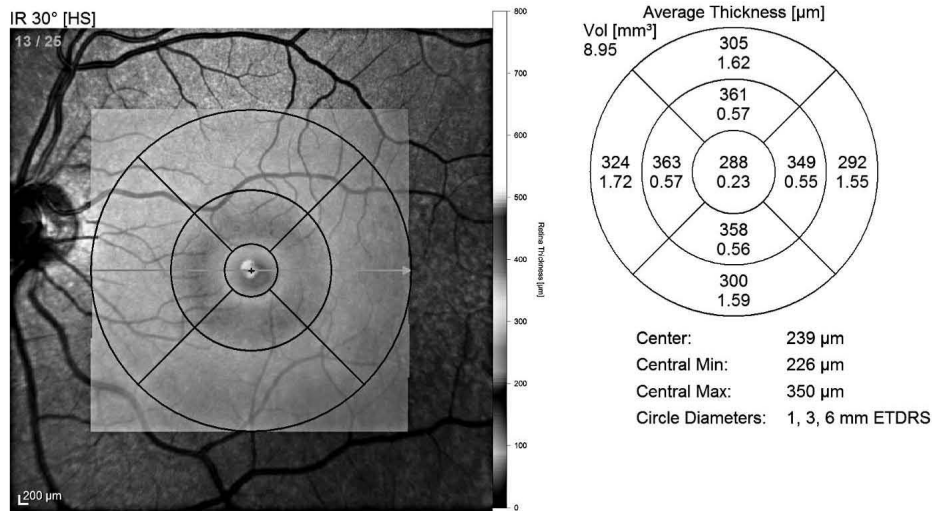 IR 30° [HS]
13 / 25
200 µm
800
700
600
500
400
300
200
100
0
Retina Thickness [µm]
Average Thickness [µm]
Vol [mm³]
8.95
305
1.62
361
0.57
324 363 288 349 292
1.72 0.57 0.23 0.55 1.55
358
0.56
300
1.59
Center: 239 µm
Central Min: 226 µm
Central Max: 350 µm
Circle Diameters: 1, 3, 6 mm ETDRS